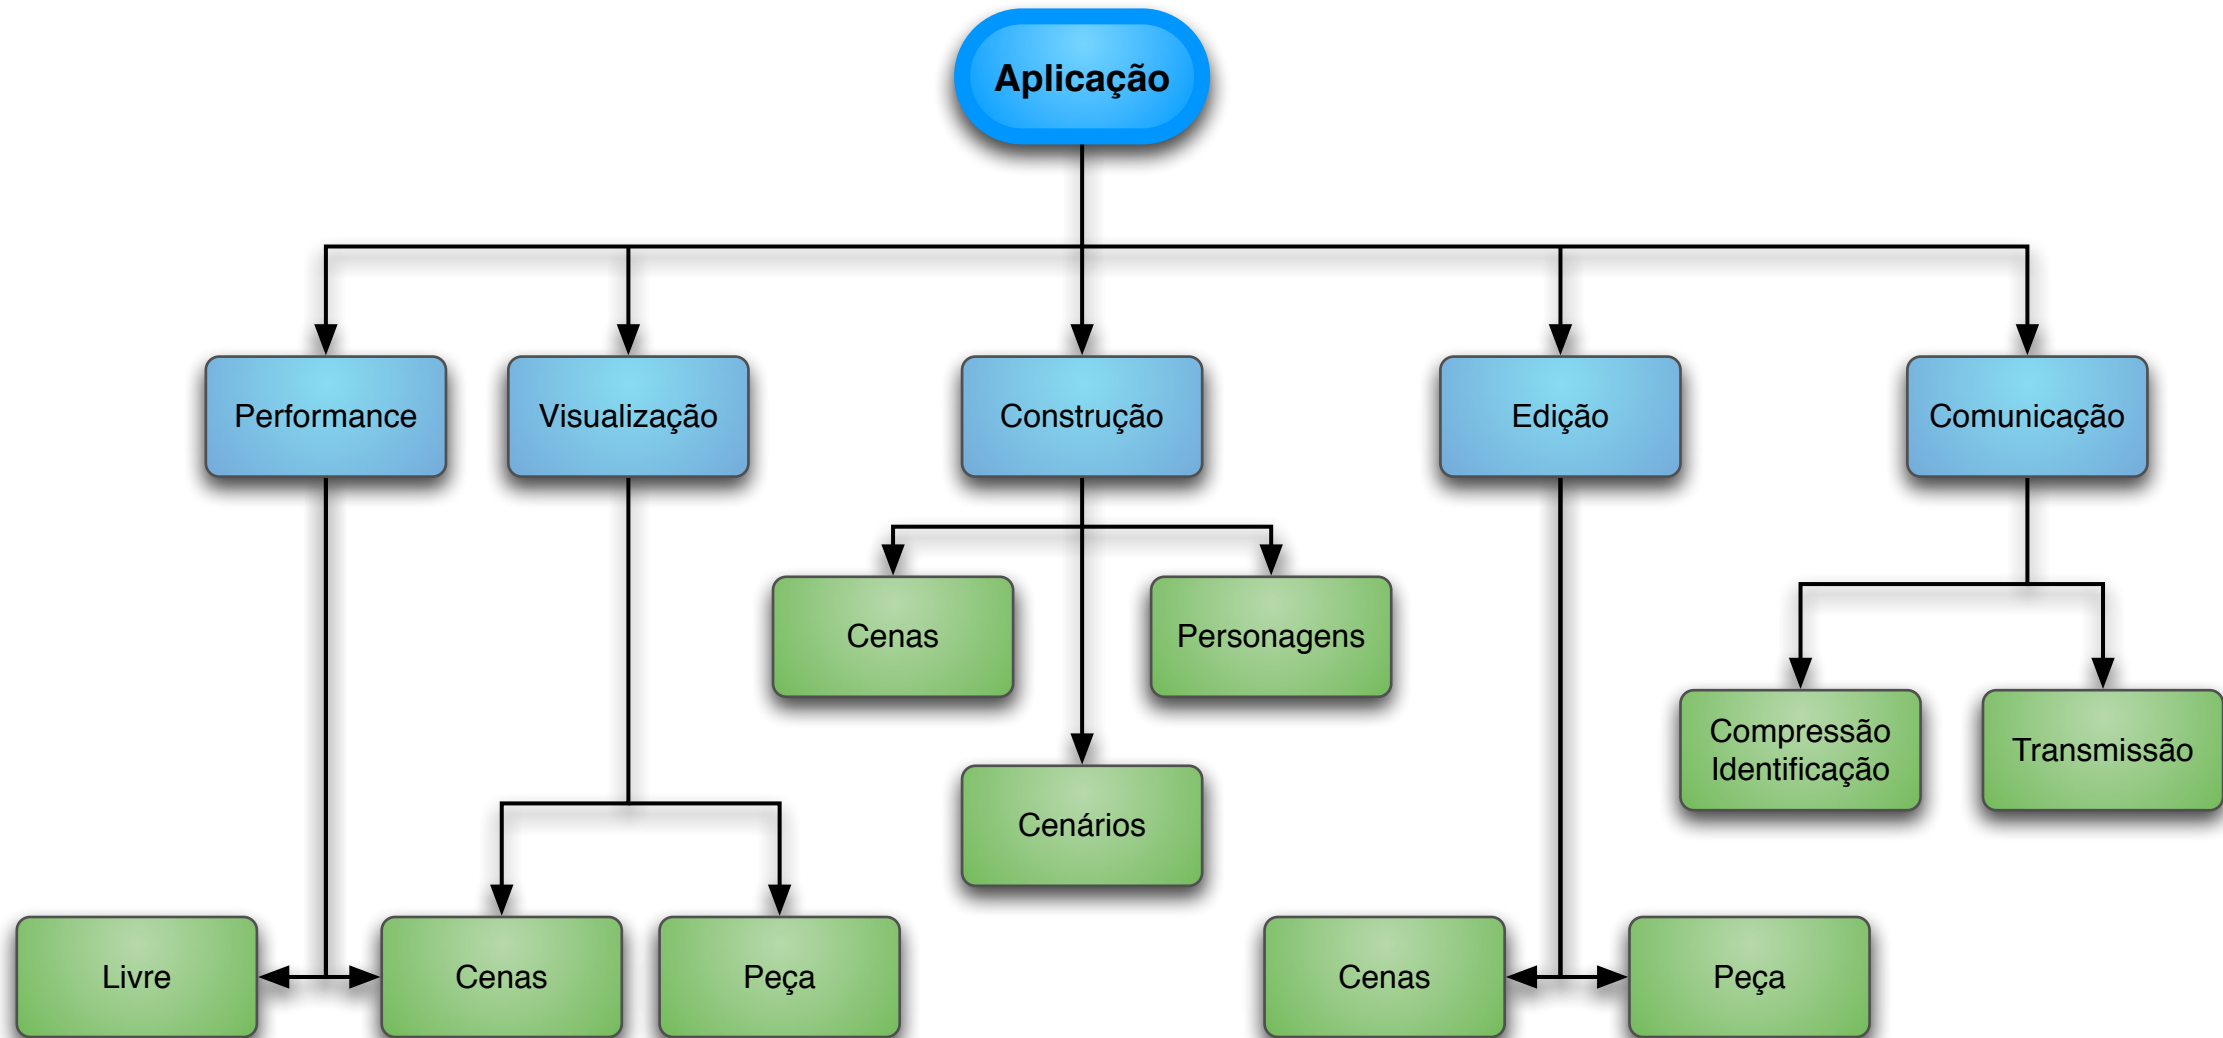 Aplicação
Performance
Visualização
Construção
Edição
Comunicação
Cenas
Personagens
Compressão
Identificação
Transmissão
Cenários
Livre
Cenas
Peça
Cenas
Peça